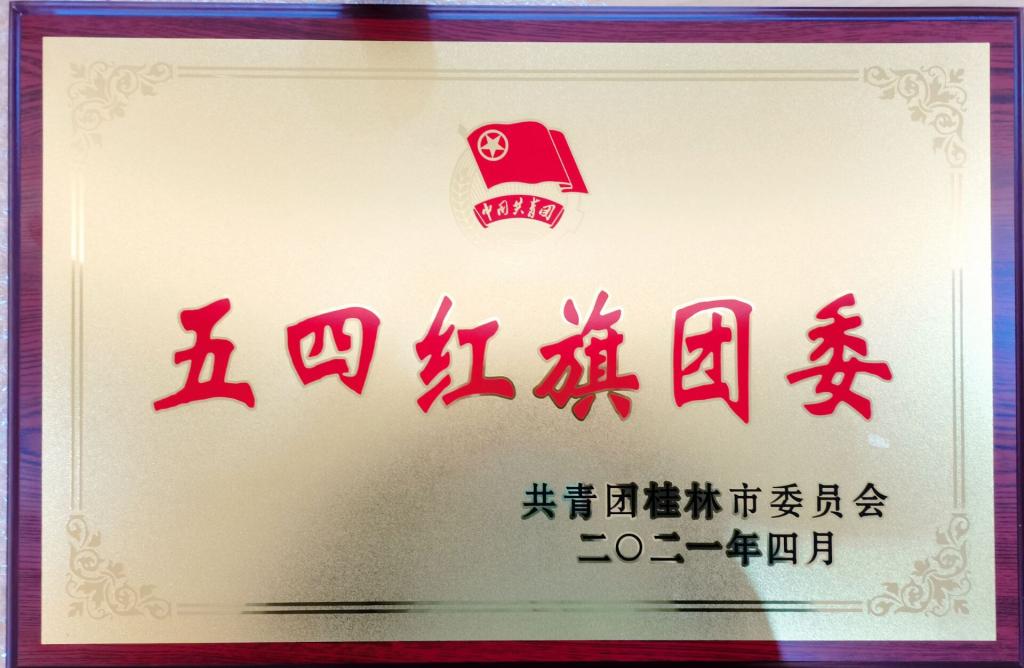 中国共青团
五四红旗团委
共青团桂林市委员会
二〇二一年四月